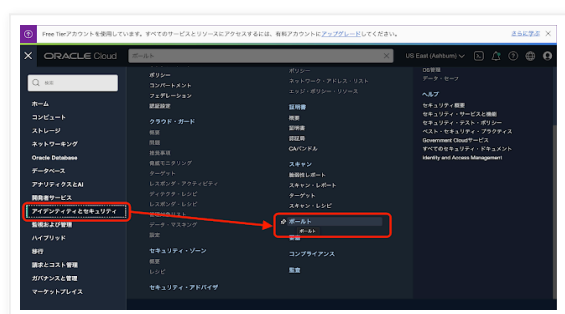 Free Tierアカウントを使用しています。すべてのサービスとリソースにアクセスするには、有料アカウントにアップグレードしてください。
さらに学ぶ
ORACLE Cloud
ボールト
US East (Ashburn)
検索
ホーム
コンピュート
ストレージ
ネットワーキング
Oracle Database
データベース
アナリティクスとAI
開発者サービス
アイデンティティとセキュリティ
監視および管理
ハイブリッド
移行
請求とコスト管理
ガバナンスと管理
マーケットプレイス
ポリシー
コンパートメント
フェデレーション
認証設定
クラウド・ガード
概要
問題
推奨事項
脅威モニタリング
ターゲット
レスポンダ・アクティビティ
ディテクタ・レシピ
レスポンダ・レシピ
管理対象リスト
データ・マスキング
設定
セキュリティ・ゾーン
概要
レシピ
セキュリティ・アドバイザ
ポリシー
ネットワーク・アドレス・リスト
エッジ・ポリシー・リソース
証明書
概要
証明書
認証局
CAバンドル
スキャン
脆弱性レポート
スキャン・レポート
ターゲット
スキャン・レシピ
ボールト
ボールト
コンプライアンス
監査
OS管理
データ・セーフ
ヘルプ
セキュリティ概要
セキュリティ・サービスと機能
セキュリティ・テスト・ポリシー
ベスト・セキュリティ・プラクティス
Government Cloudサービス
すべてのセキュリティ・ドキュメント
Identity and Access Management